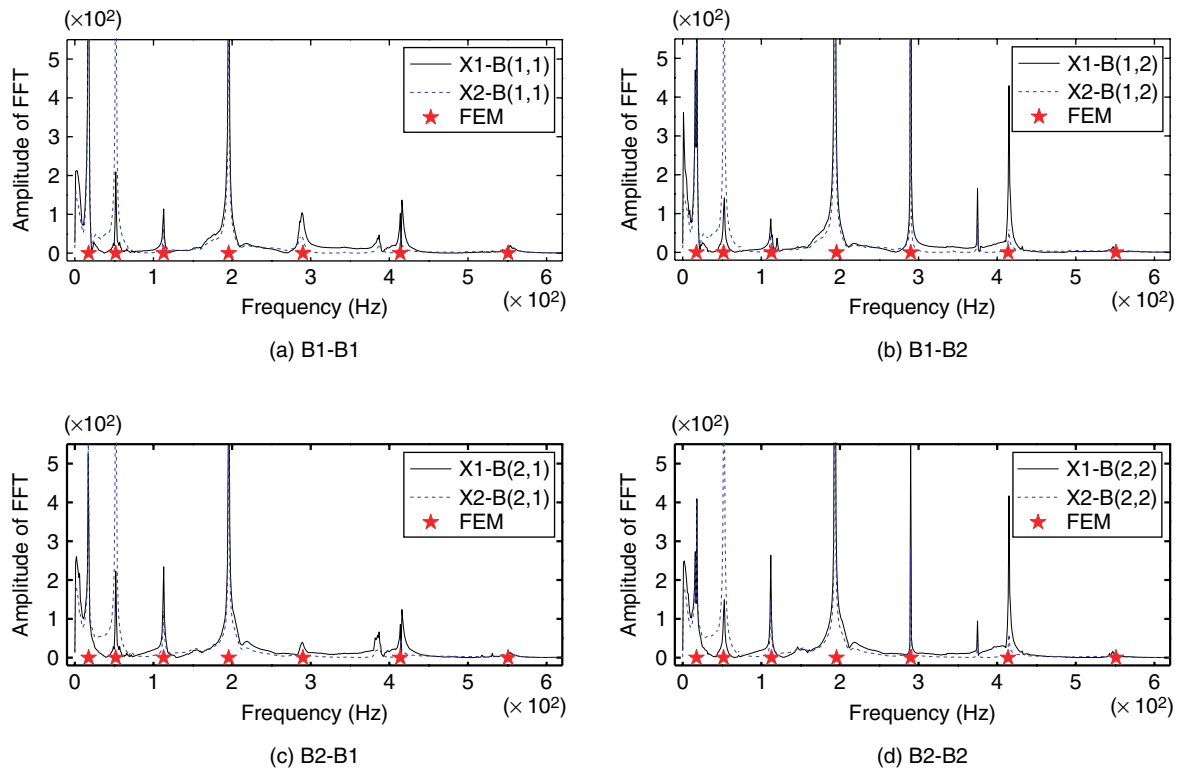 (×10²)
5
4
3
2
1
0
Amplitude of FFT
X1-B(1,1)
X2-B(1,1)
FEM
0 1 2 3 4 5 6
Frequency (Hz)
(× 10²)
(a) B1-B1
(×10²)
5
4
3
2
1
0
Amplitude of FFT
X1-B(1,2)
X2-B(1,2)
FEM
0 1 2 3 4 5 6
Frequency (Hz)
(× 10²)
(b) B1-B2
(×10²)
5
4
3
2
1
0
Amplitude of FFT
X1-B(2,1)
X2-B(2,1)
FEM
0 1 2 3 4 5 6
Frequency (Hz)
(× 10²)
(c) B2-B1
(×10²)
5
4
3
2
1
0
Amplitude of FFT
X1-B(2,2)
X2-B(2,2)
FEM
0 1 2 3 4 5 6
Frequency (Hz)
(× 10²)
(d) B2-B2